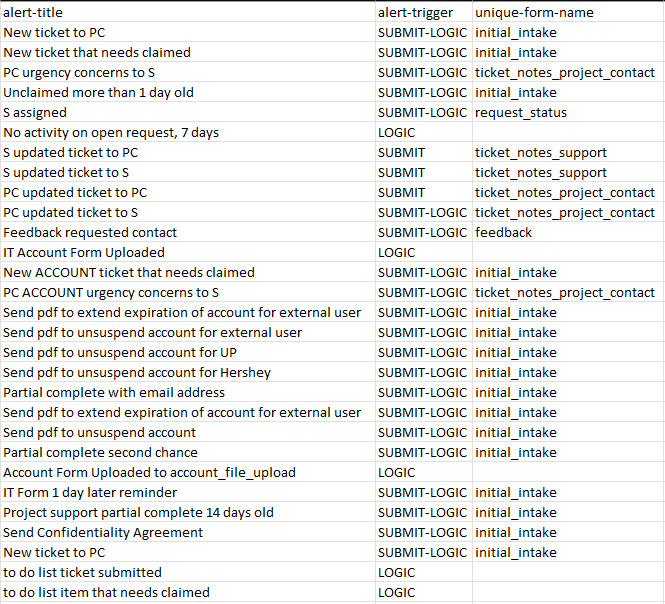 alert-title alert-trigger unique-form-name
New ticket to PC SUBMIT-LOGIC initial_intake
New ticket that needs claimed SUBMIT-LOGIC initial_intake
PC urgency concerns to S SUBMIT-LOGIC ticket_notes_project_contact
Unclaimed more than 1 day old SUBMIT-LOGIC initial_intake
S assigned SUBMIT-LOGIC request_status
No activity on open request, 7 days LOGIC
S updated ticket to PC SUBMIT ticket_notes_support
S updated ticket to S SUBMIT ticket_notes_support
PC updated ticket to PC SUBMIT ticket_notes_project_contact
PC updated ticket to S SUBMIT-LOGIC ticket_notes_project_contact
Feedback requested contact SUBMIT-LOGIC feedback
IT Account Form Uploaded LOGIC
New ACCOUNT ticket that needs claimed SUBMIT-LOGIC initial_intake
PC ACCOUNT urgency concerns to S SUBMIT-LOGIC ticket_notes_project_contact
Send pdf to extend expiration of account for external user SUBMIT-LOGIC initial_intake
Send pdf to unsuspend account for external user SUBMIT-LOGIC initial_intake
Send pdf to unsuspend account for UP SUBMIT-LOGIC initial_intake
Send pdf to unsuspend account for Hershey SUBMIT-LOGIC initial_intake
Partial complete with email address SUBMIT-LOGIC initial_intake
Send pdf to extend expiration of account for external user SUBMIT-LOGIC initial_intake
Send pdf to unsuspend account SUBMIT-LOGIC initial_intake
Partial complete second chance SUBMIT-LOGIC initial_intake
Account Form Uploaded to account_file_upload LOGIC
IT Form 1 day later reminder SUBMIT-LOGIC initial_intake
Project support partial complete 14 days old SUBMIT-LOGIC initial_intake
Send Confidentiality Agreement SUBMIT-LOGIC initial_intake
New ticket to PC SUBMIT-LOGIC initial_intake
to do list ticket submitted LOGIC
to do list item that needs claimed LOGIC